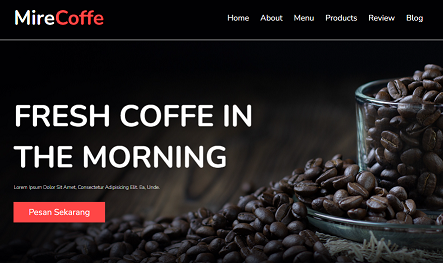 MireCoffe
Home About Menu Products Review Blog
FRESH COFFE IN
THE MORNING
Lorem Ipsum Dolor Sit Amet, Consectetur Adipisicing Elit. Ea, Unde.
Pesan Sekarang